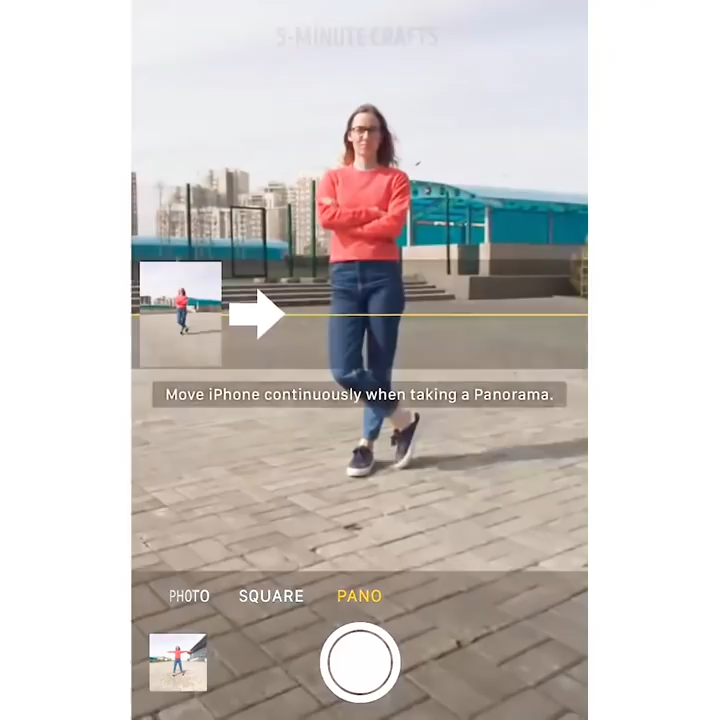 5-MINUTE CRAFTS
Move iPhone continuously when taking a Panorama.
PHOTO SQUARE PANO